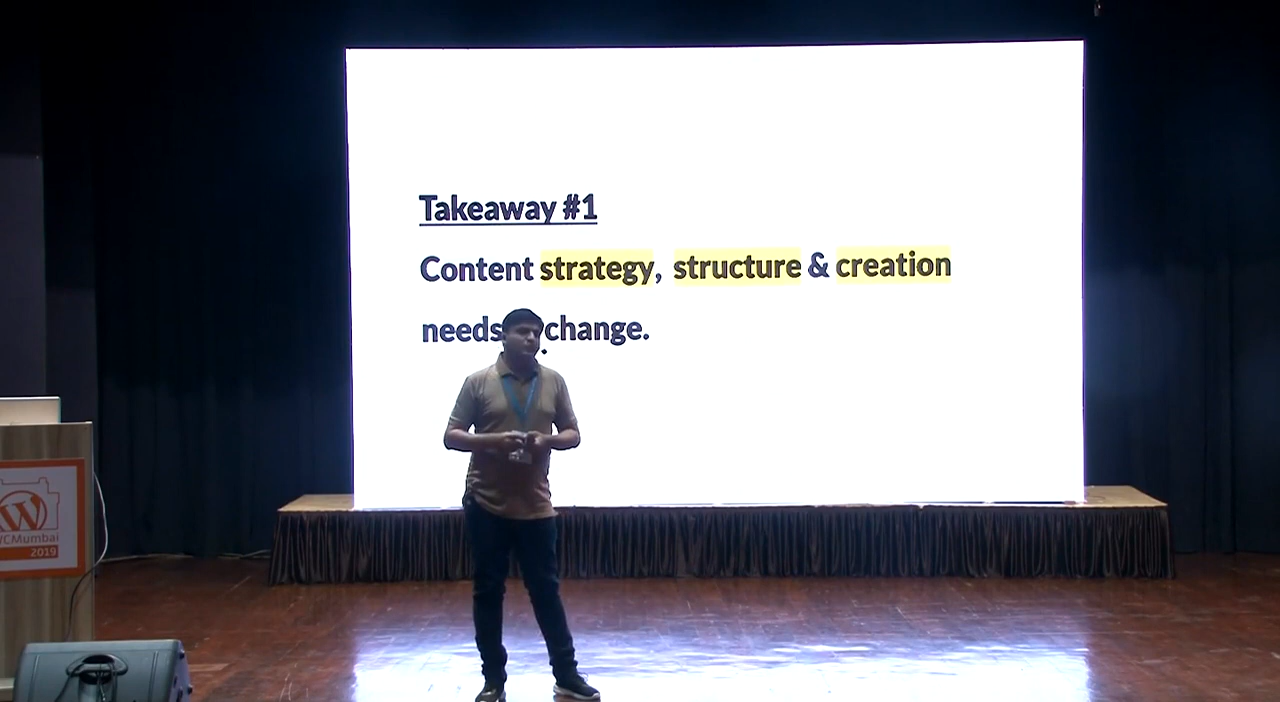 Takeaway #1
Content strategy, structure & creation
needs change.
WCMumbai
2019